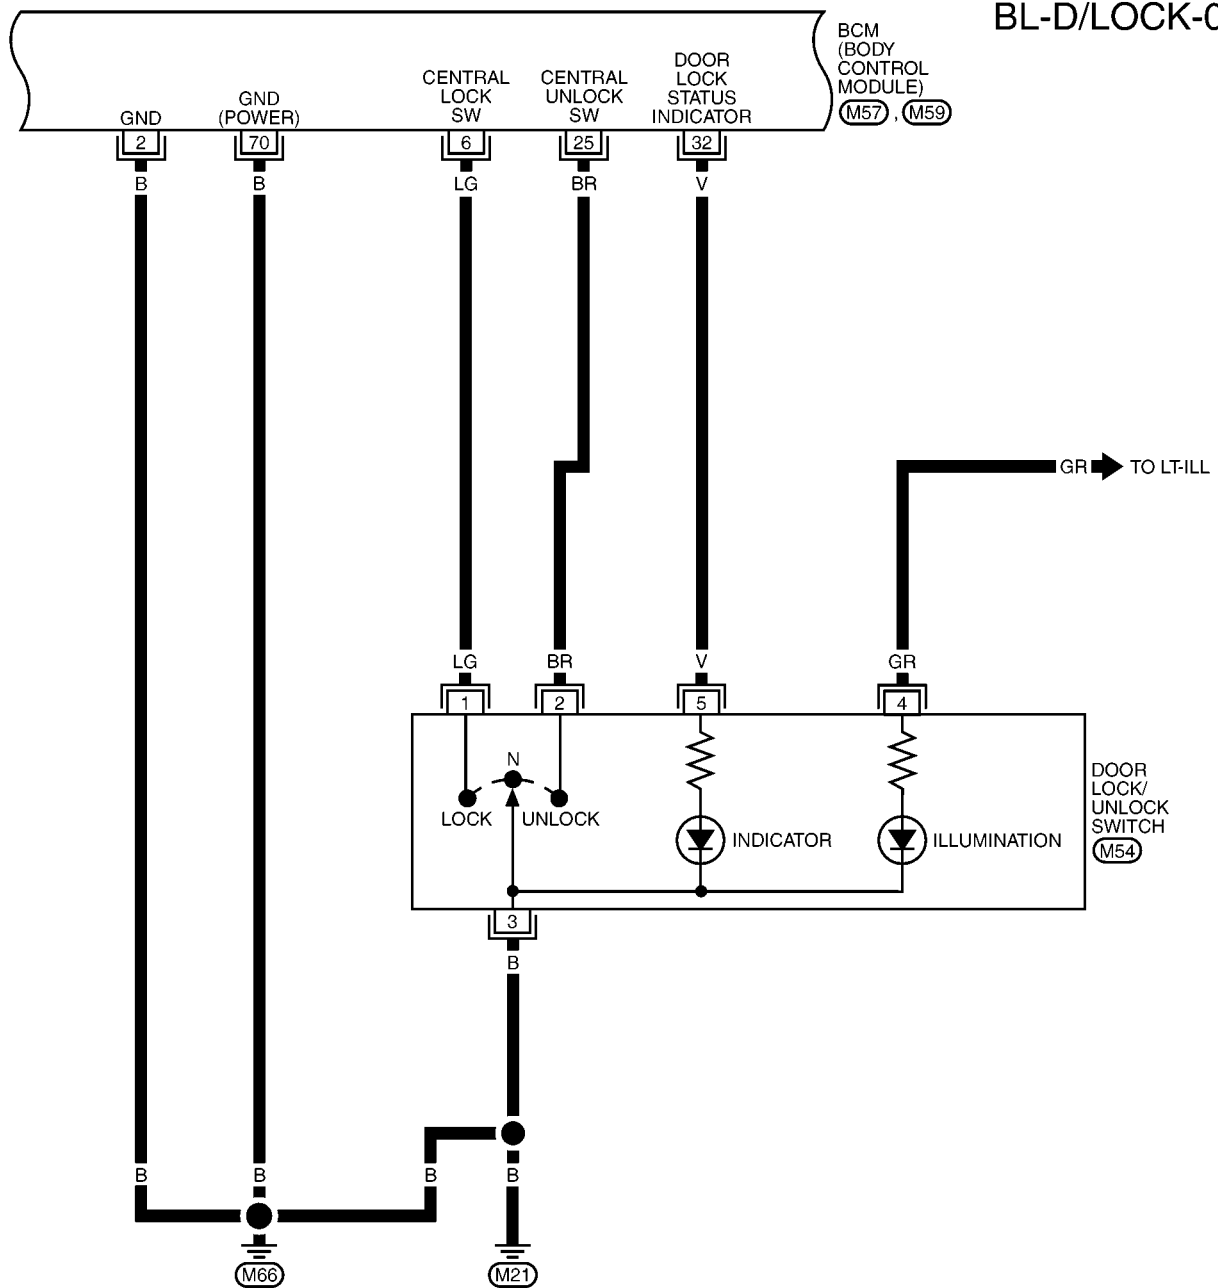 BL-D/LOCK-0
BCM
(BODY
CONTROL
MODULE)
M57 , M59
GND
GND
(POWER)
CENTRAL
LOCK
SW
CENTRAL
UNLOCK
SW
DOOR
LOCK
STATUS
INDICATOR
2 70 6 25 32
B B LG BR V
GR TO LT-ILL
LG BR V GR
1 2 5 4
N
LOCK UNLOCK
INDICATOR
ILLUMINATION
DOOR
LOCK/
UNLOCK
SWITCH
M54
3
B
B B B B
M66 M21